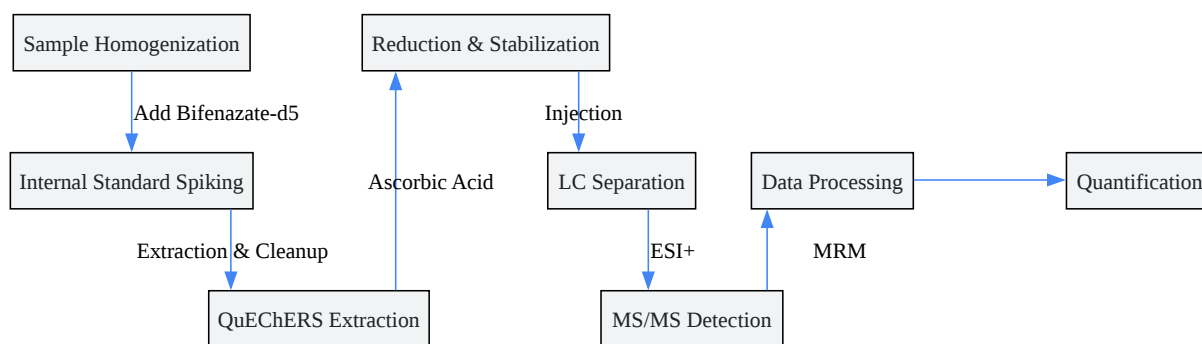 Sample Homogenization
Reduction & Stabilization
Add Bifenazate-d5
Injection
Internal Standard Spiking
Ascorbic Acid
LC Separation
Data Processing
Quantification
Extraction & Cleanup
ESI+
MRM
QuEChERS Extraction
MS/MS Detection